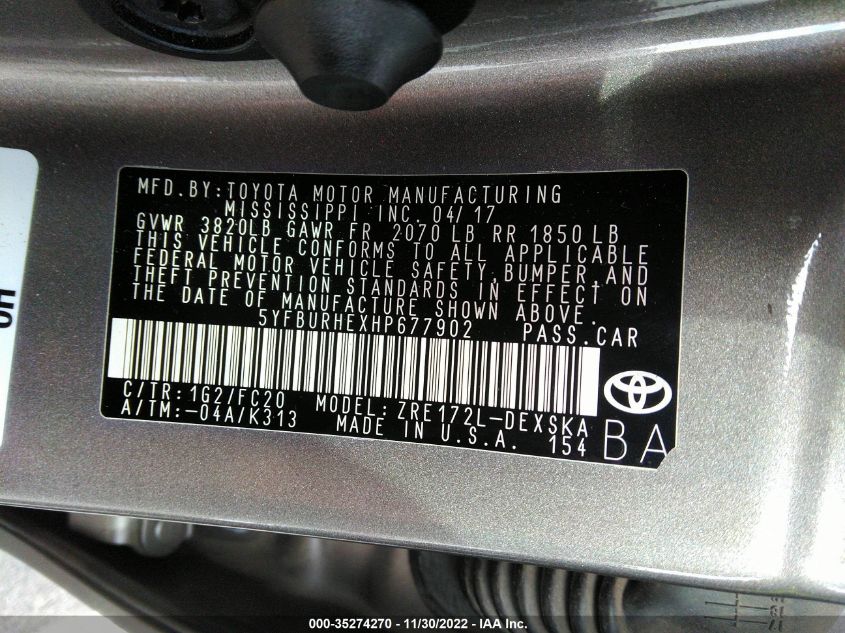 MFD.BY:TOYOTA MOTOR MANUFACTURING
MISSISSIPPI INC. 04/17
GVWR 3820LB GAWR FR 2070 LB RR 1850 LB
THIS VEHICLE CONFORMS TO ALL APPLICABLE
FEDERAL MOTOR VEHICLE SAFETY,BUMPER,AND
THEFT PREVENTION STANDARDS IN EFFECT ON
THE DATE OF MANUFACTURE SHOWN ABOVE.
5YFBURHEXHP677902 PASS.CAR
C/TR:1G2/FC20 MODEL: ZRE172L-DEXSKA
A/TM:-04A/K313 MADE IN U.S.A. 154
BA
000-35274270 - 11/30/2022 - IAA Inc.